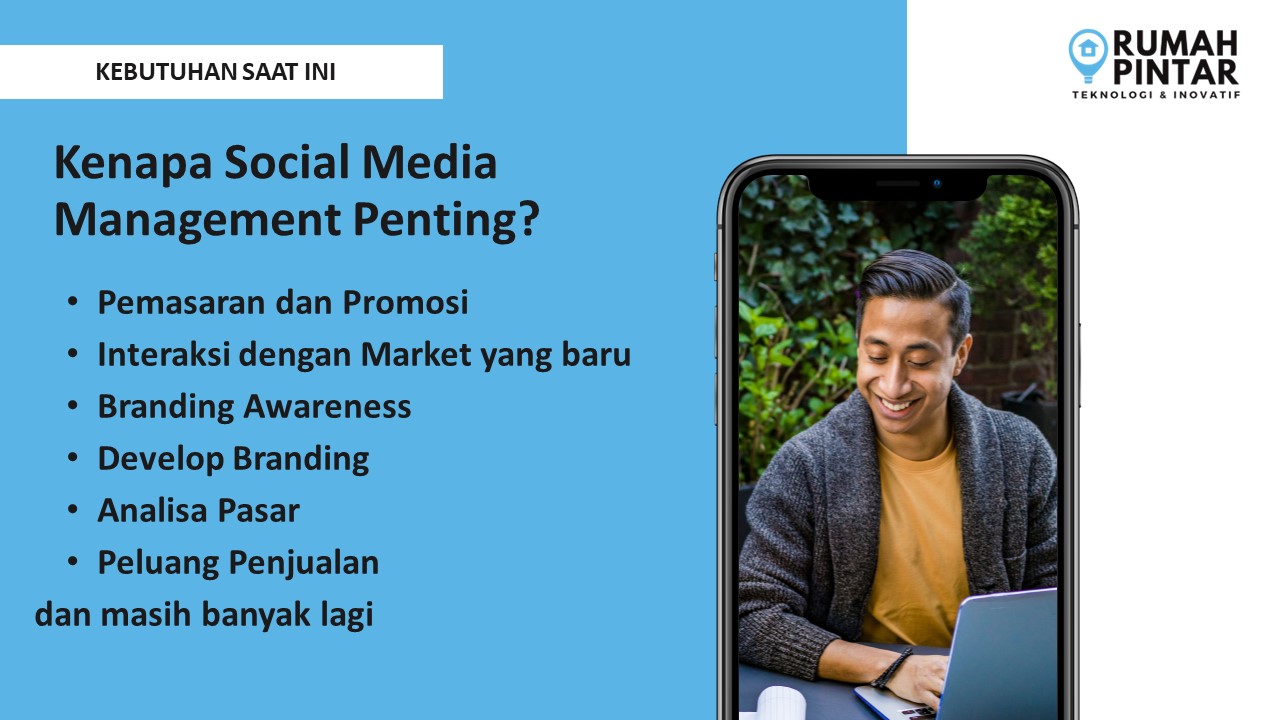 KEBUTUHAN SAAT INI
RUMAH
PINTAR
TEKNOLOGI & INOVATIF
Kenapa Social Media
Management Penting?
• Pemasaran dan Promosi
• Interaksi dengan Market yang baru
• Branding Awareness
• Develop Branding
• Analisa Pasar
• Peluang Penjualan
dan masih banyak lagi